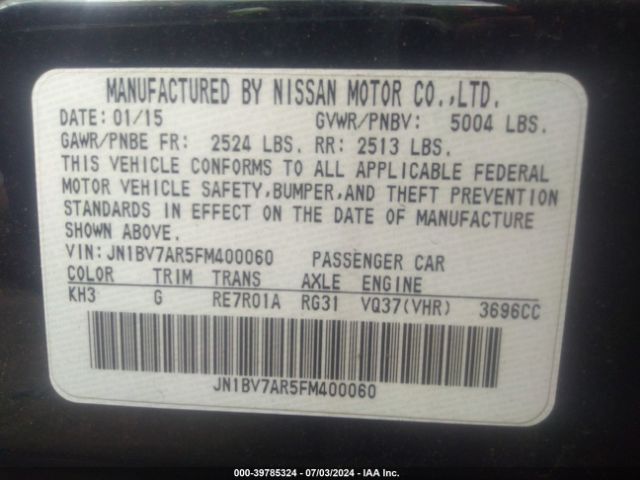 MANUFACTURED BY NISSAN MOTOR CO.,LTD.
DATE: 01/15 GVWR/PNBV: 5004 LBS.
GAWR/PNBE FR: 2524 LBS. RR: 2513 LBS.
THIS VEHICLE CONFORMS TO ALL APPLICABLE FEDERAL
MOTOR VEHICLE SAFETY,BUMPER,AND THEFT PREVENTION
STANDARDS IN EFFECT ON THE DATE OF MANUFACTURE
SHOWN ABOVE.
VIN: JN1BV7AR5FM400060 PASSENGER CAR
COLOR TRIM TRANS AXLE ENGINE
KH3 G RE7R01A RG31 VQ37(VHR) 3696CC
JN1BV7AR5FM400060
000-39785324 - 07/03/2024 - IAA Inc.